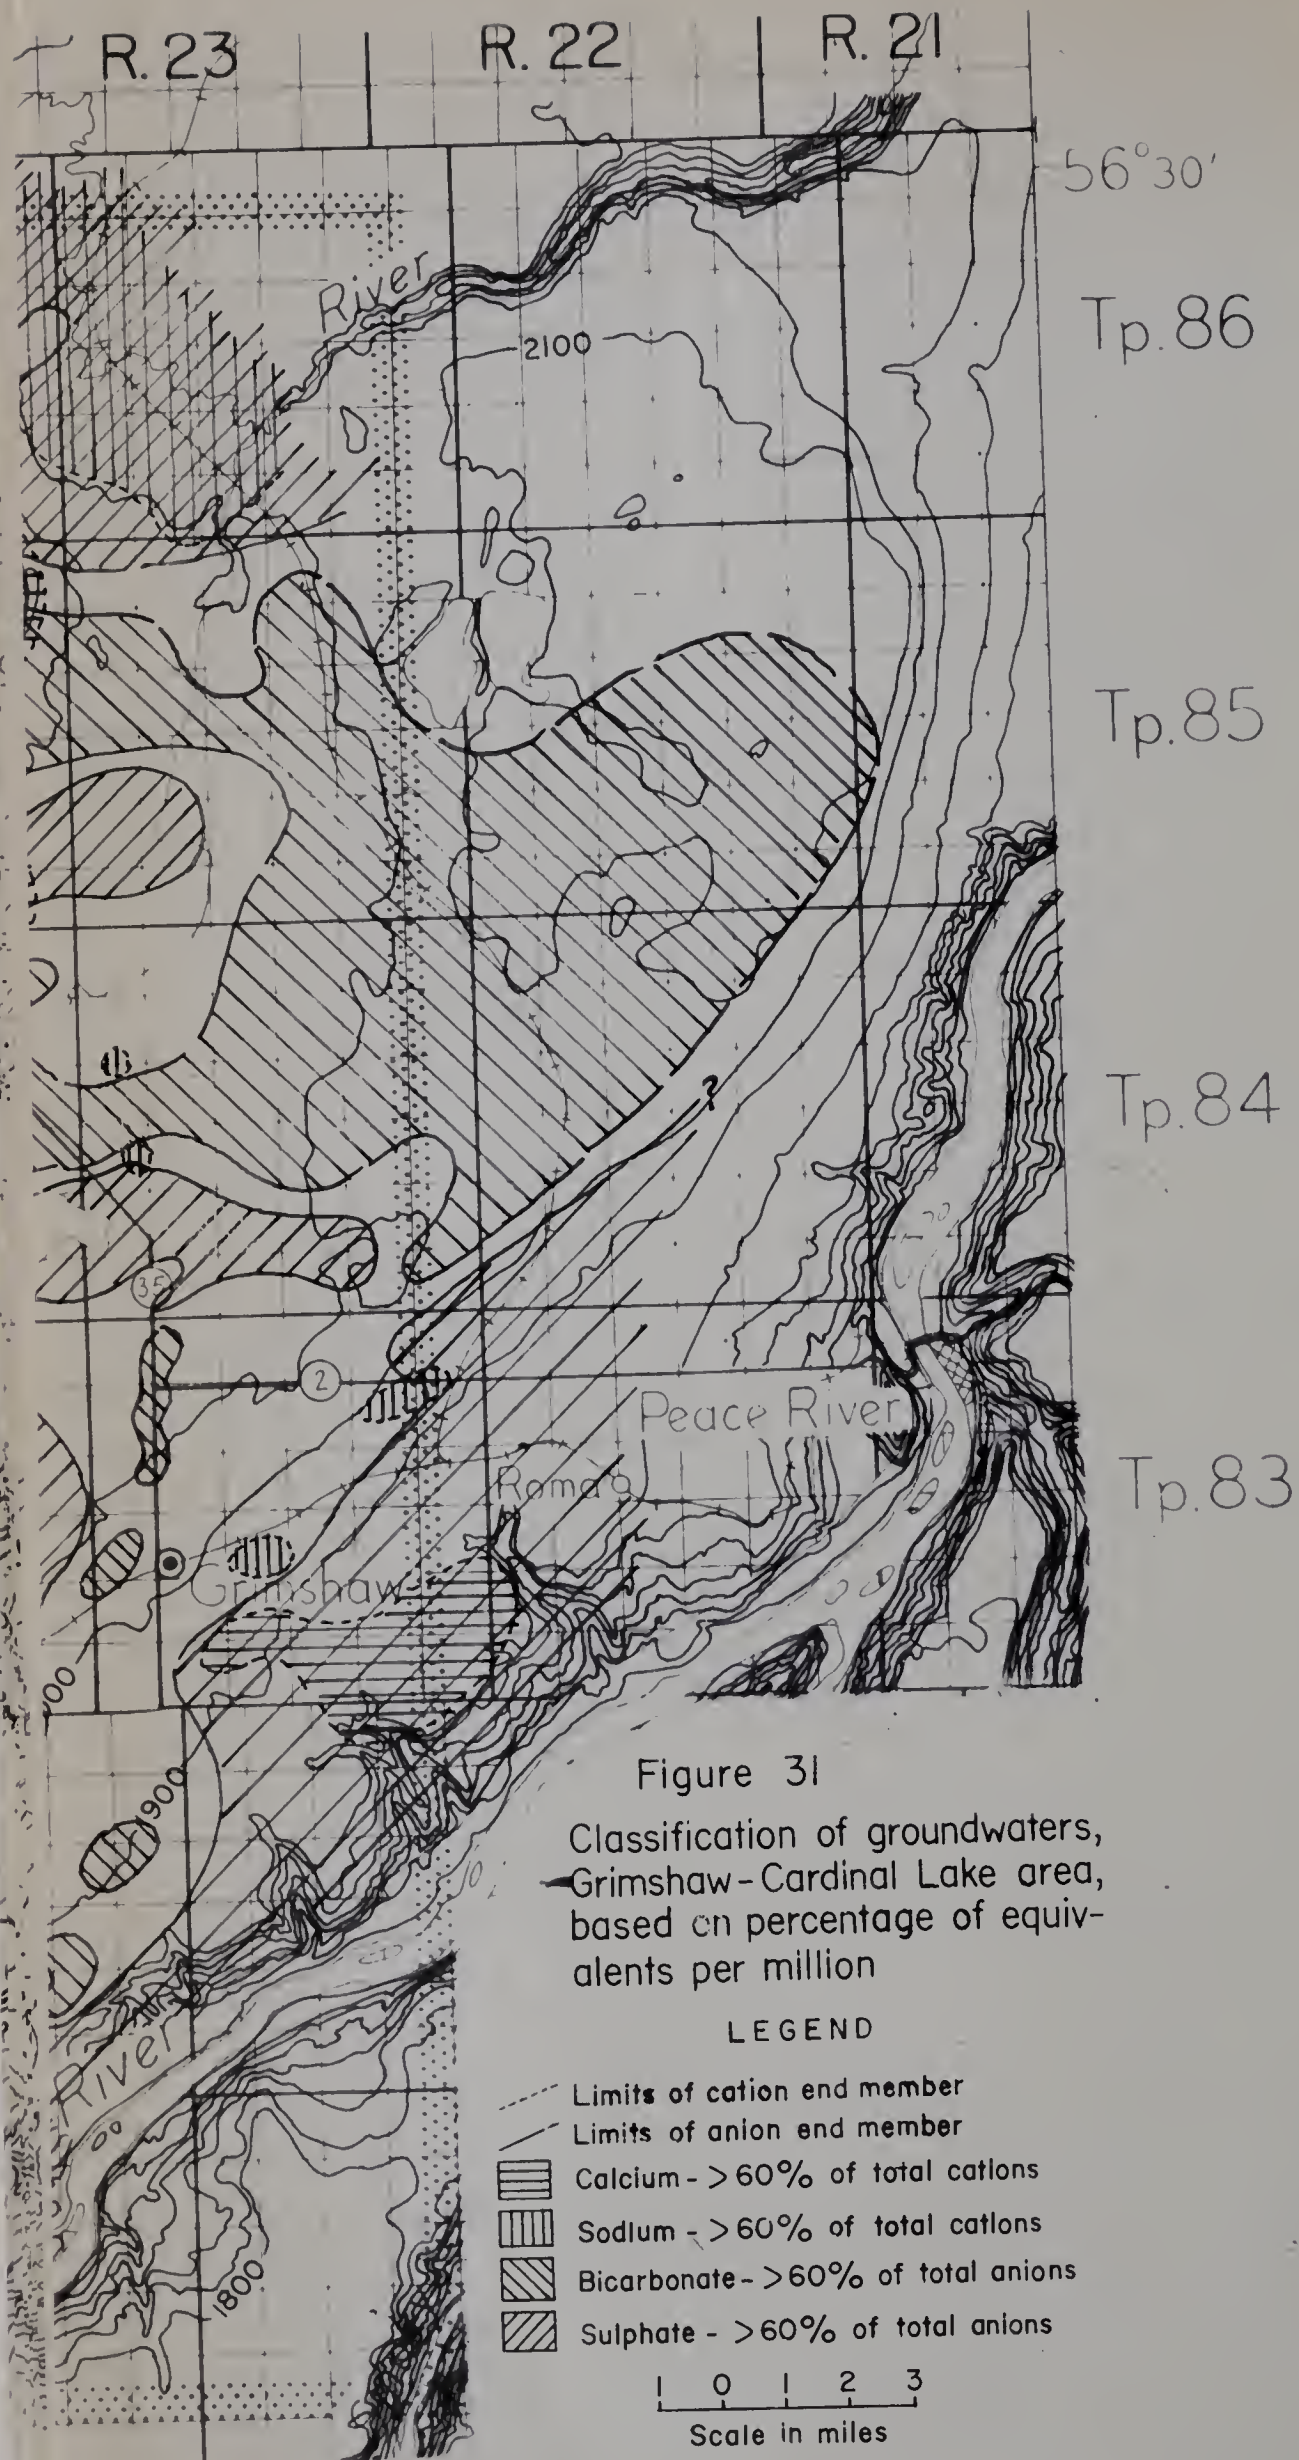 R. 23
R. 22
R. 21
56°30'
River
2100
Tp. 86
Tp. 85
?
Tp. 84
35
2
Peace River
Roma
Tp. 83
Grimshaw
00
1900
River
1800
Figure 31
Classification of groundwaters,
Grimshaw-Cardinal Lake area,
based on percentage of equiv-
alents per million
LEGEND
Limits of cation end member
Limits of anion end member
Calcium - >60% of total cations
Sodium - >60% of total cations
Bicarbonate - >60% of total anions
Sulphate - >60% of total anions
1 0 1 2 3
Scale in miles